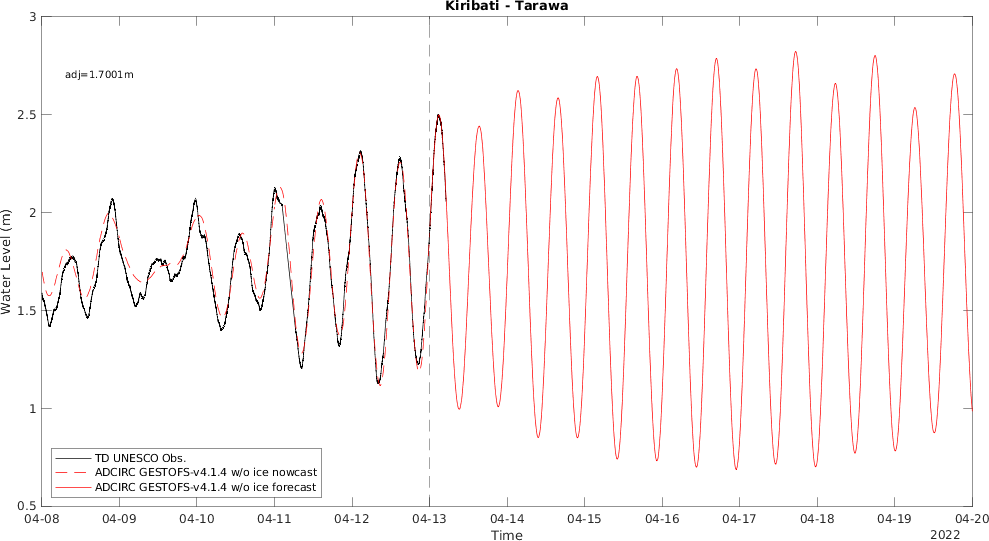 Kiribati - Tarawa
3
adj=1.7001m
2.5
2
Water Level (m)
1.5
1
TD UNESCO Obs.
ADCIRC GESTOFS-v4.1.4 w/o ice nowcast
ADCIRC GESTOFS-v4.1.4 w/o ice forecast
0.5
04-08 04-09 04-10 04-11 04-12 04-13 04-14 04-15 04-16 04-17 04-18 04-19 04-20
Time
2022